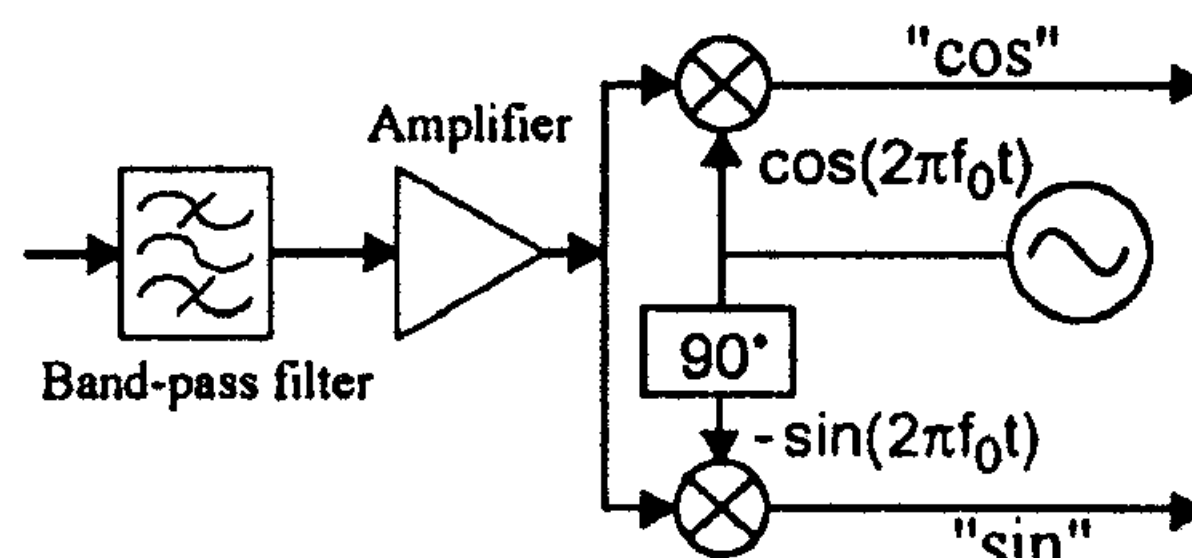 "cos"
Amplifier
cos(2πf₀t)
Band-pass filter
90°
-sin(2πf₀t)
"sin"